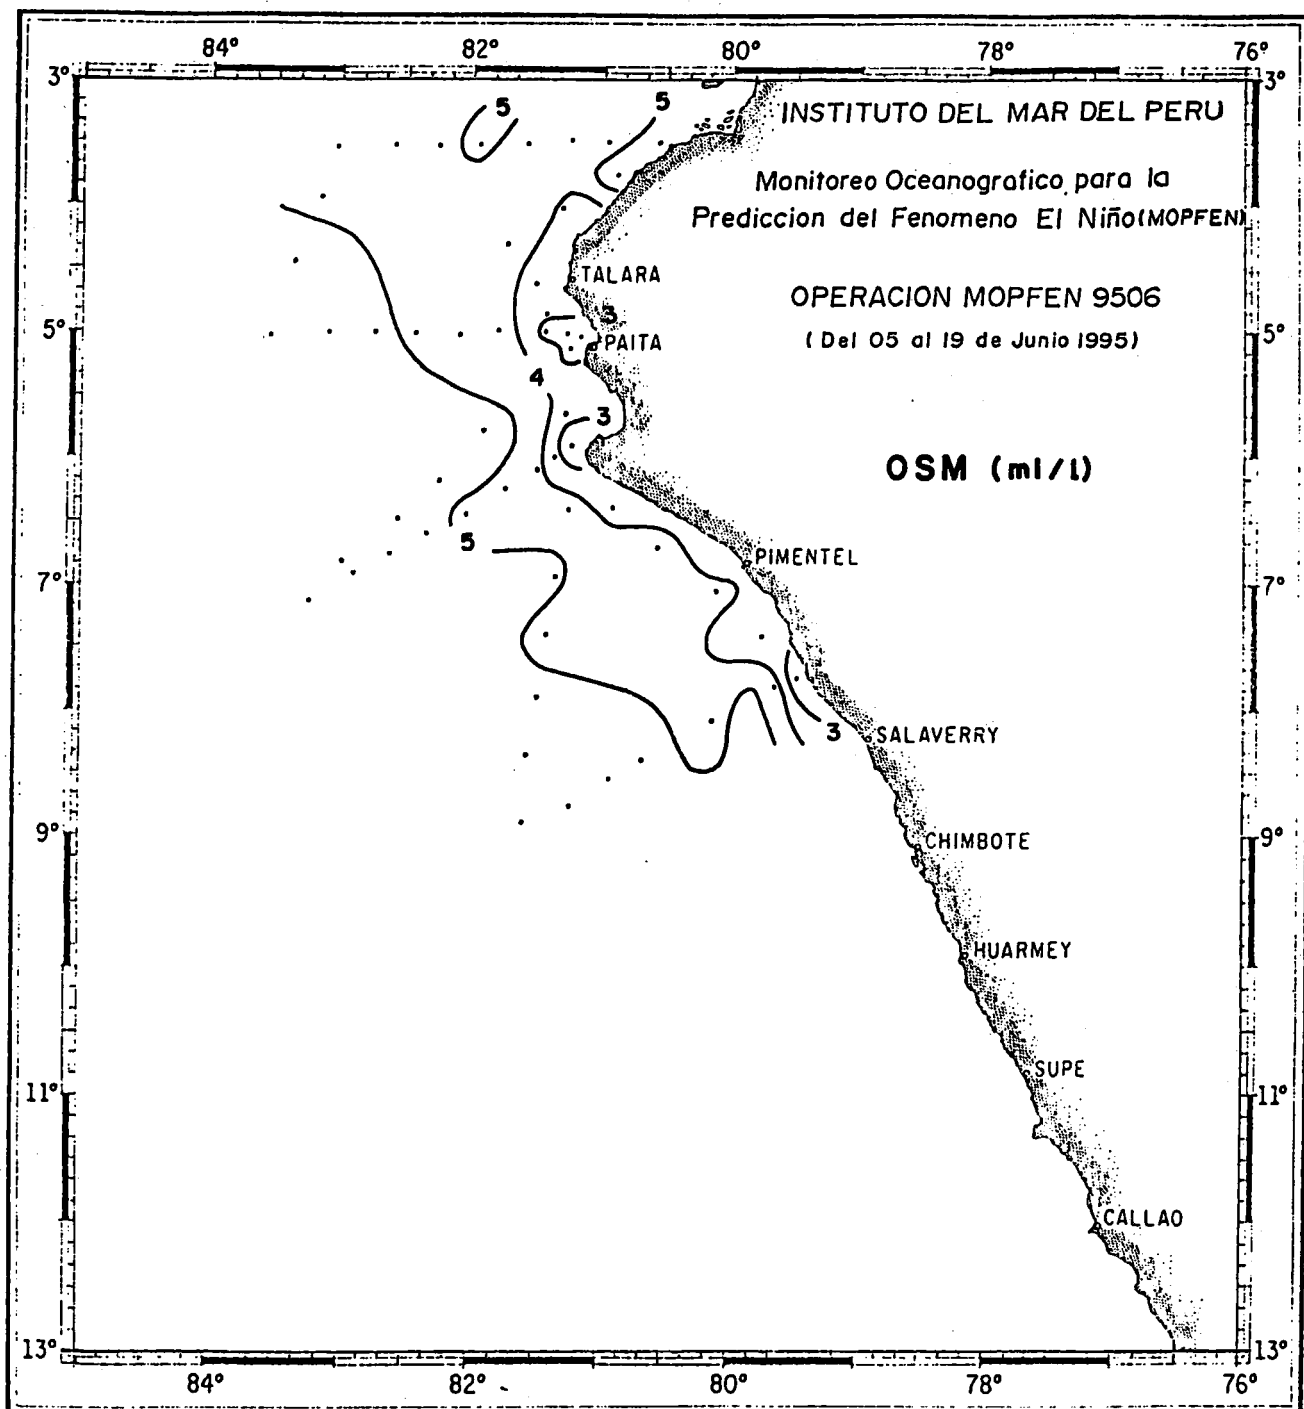 84° 82° 80° 78° 76°
3° 3°
5 5
INSTITUTO DEL MAR DEL PERU
Monitoreo Oceanografico para la
Prediccion del Fenomeno El Niño (MOPFEN)
TALARA
OPERACION MOPFEN 9506
3
5° 5°
PAITA
( Del 05 al 19 de Junio 1995)
4
3
OSM (ml/l)
5
PIMENTEL
7° 7°
3
SALAVERRY
9° 9°
CHIMBOTE
HUARMEY
SUPE
11° 11°
CALLAO
13° 13°
84° 82° 80° 78° 76°